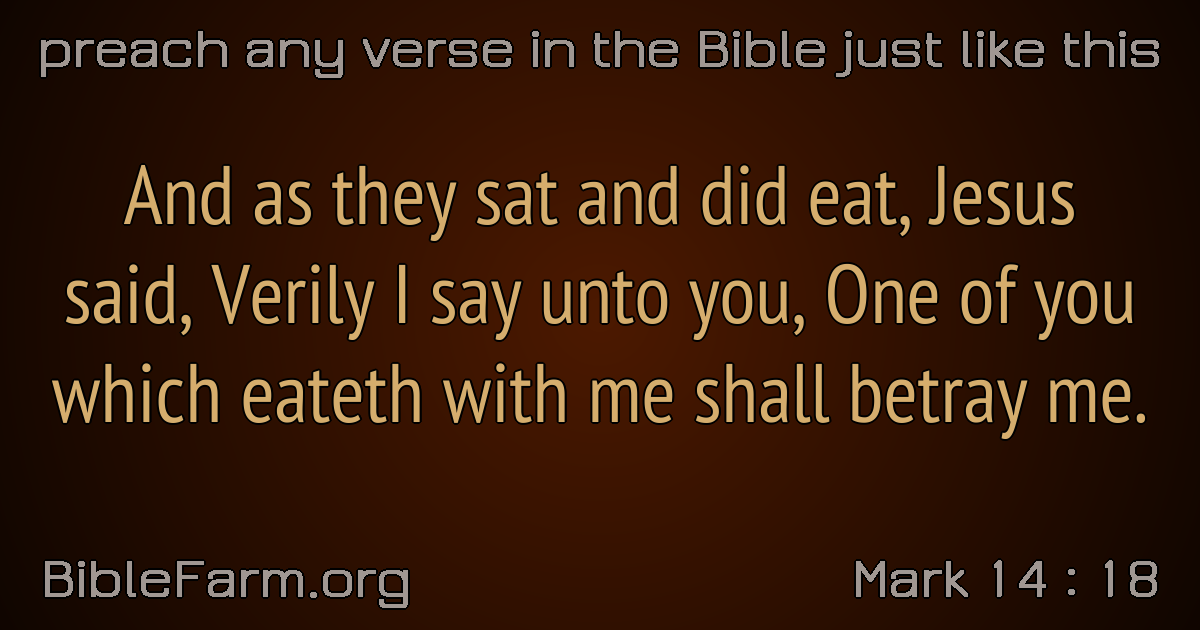 preach any verse in the Bible just like this
And as they sat and did eat, Jesus
said, Verily I say unto you, One of you
which eateth with me shall betray me.
BibleFarm.org
Mark 14 : 18